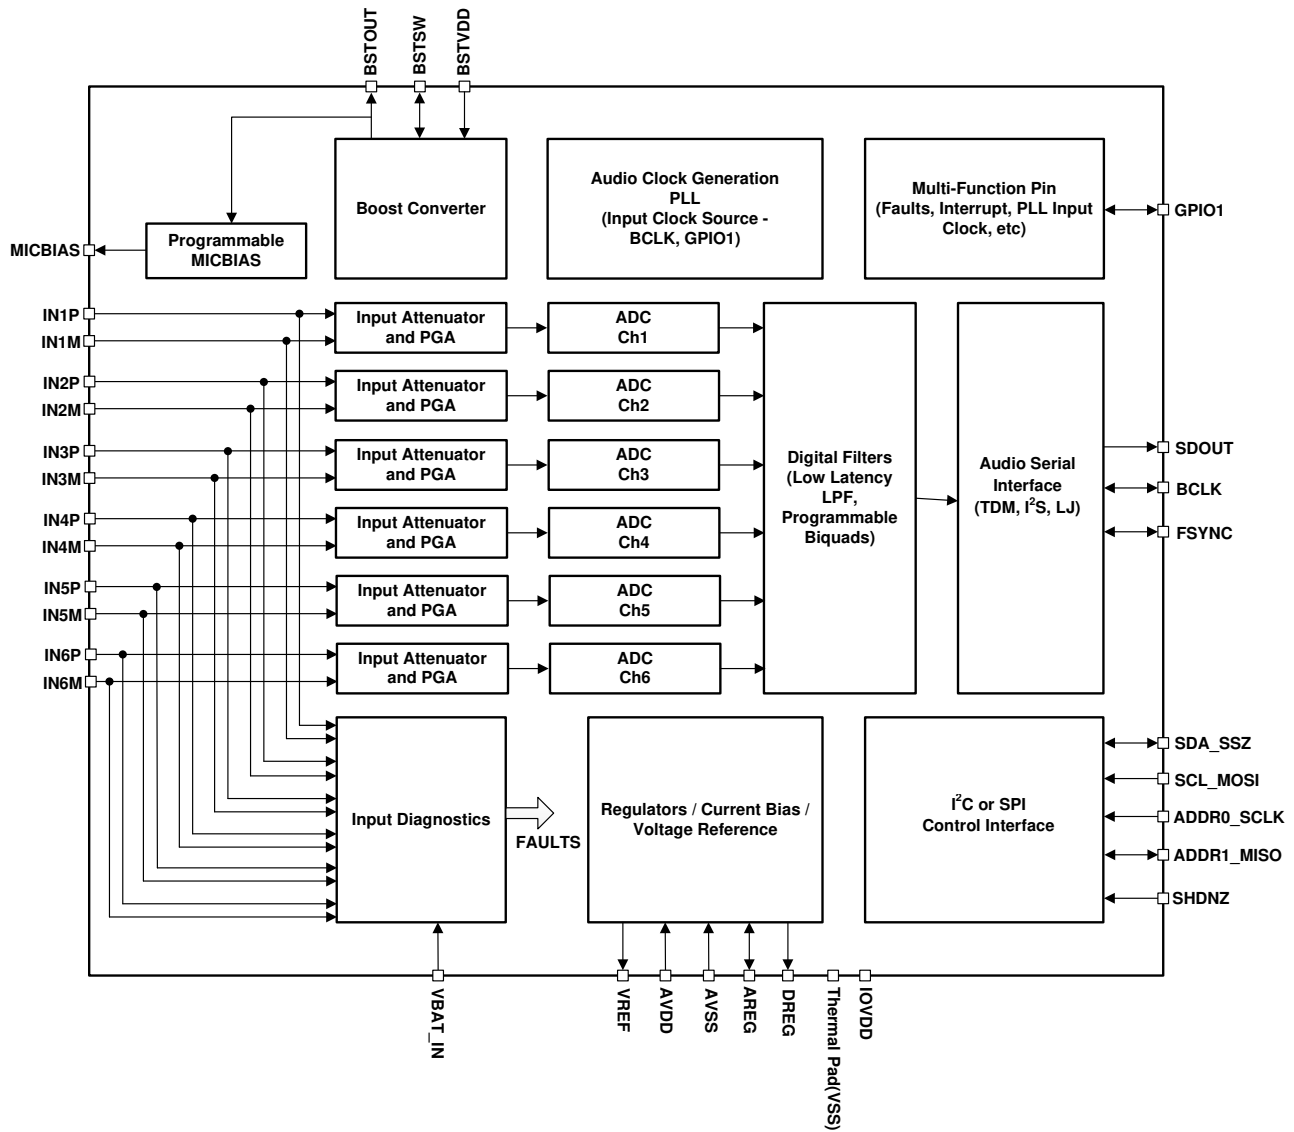 BSTOUT
BSTSW
BSTVDD
Boost Converter
Audio Clock Generation
PLL
(Input Clock Source -
BCLK, GPIO1)
Multi-Function Pin
(Faults, Interrupt, PLL Input
Clock, etc)
GPIO1
MICBIAS
Programmable
MICBIAS
IN1P
IN1M
Input Attenuator
and PGA
ADC
Ch1
IN2P
IN2M
Input Attenuator
and PGA
ADC
Ch2
IN3P
IN3M
Input Attenuator
and PGA
ADC
Ch3
IN4P
IN4M
Input Attenuator
and PGA
ADC
Ch4
IN5P
IN5M
Input Attenuator
and PGA
ADC
Ch5
IN6P
IN6M
Input Attenuator
and PGA
ADC
Ch6
Digital Filters
(Low Latency
LPF,
Programmable
Biquads)
Audio Serial
Interface
(TDM, I²S, LJ)
SDOUT
BCLK
FSYNC
Input Diagnostics
FAULTS
Regulators / Current Bias /
Voltage Reference
I²C or SPI
Control Interface
SDA_SSZ
SCL_MOSI
ADDR0_SCLK
ADDR1_MISO
SHDNZ
VBAT_IN
VREF
AVDD
AVSS
AREG
DREG
Thermal Pad(VSS)
IOVDD